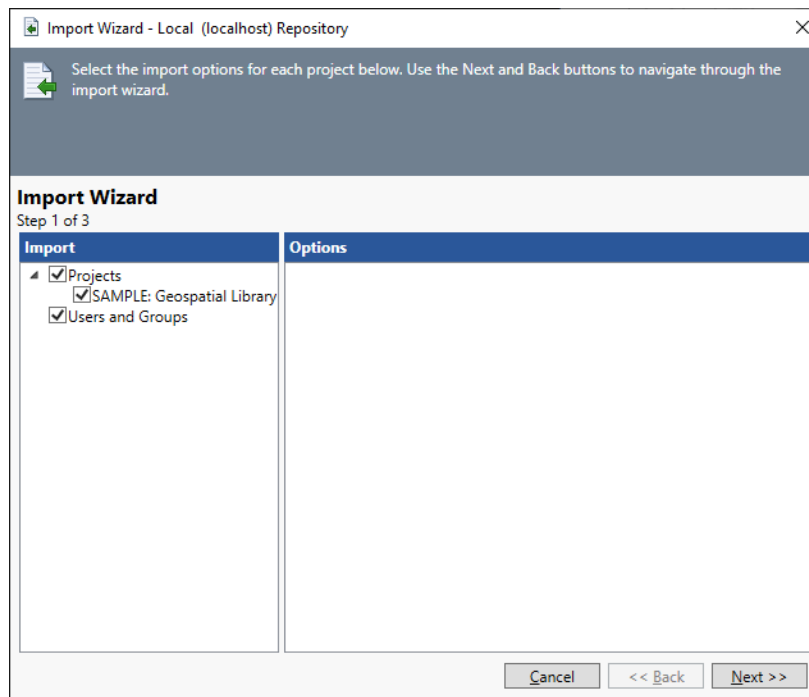 Import Wizard - Local  (localhost) Repository
Select the import options for each project below. Use the Next and Back buttons to navigate through the
import wizard.
Import Wizard
Step 1 of 3
Import
Options
Projects
SAMPLE: Geospatial Library
Users and Groups
Cancel
<< Back
Next >>